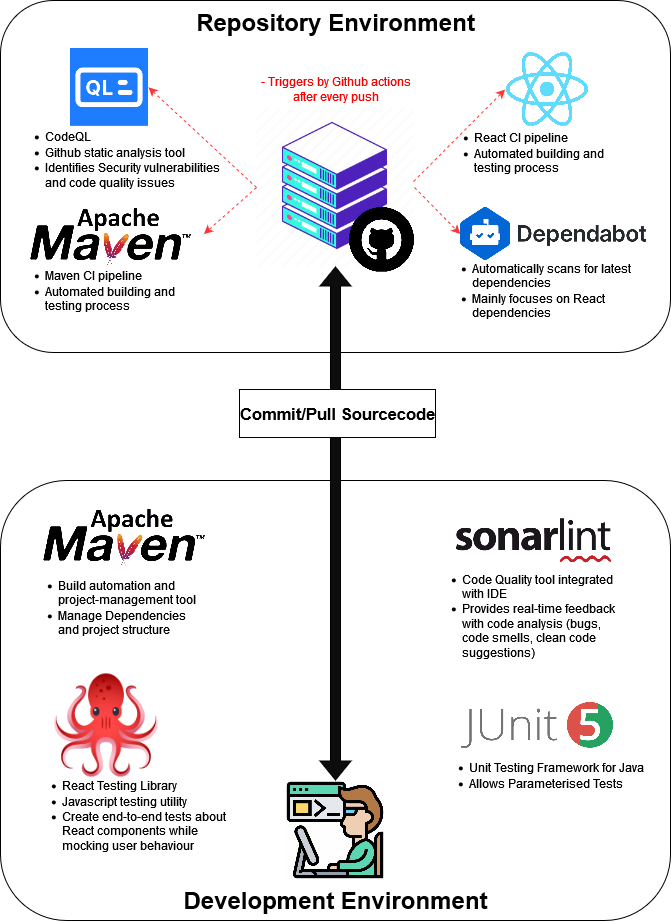 Repository Environment
QL
- Triggers by Github actions
after every push
• CodeQL
• Github static analysis tool
• Identifies Security vulnerabilities
and code quality issues
• React CI pipeline
• Automated building and
testing process
Apache
Maven™
• Maven CI pipeline
• Automated building and
testing process
Dependabot
• Automatically scans for latest
dependencies
• Mainly focuses on React
dependencies
Commit/Pull Sourcecode
Apache
Maven™
• Build automation and
project-management tool
• Manage Dependencies
and project structure
sonarlint
• Code Quality tool integrated
with IDE
• Provides real-time feedback
with code analysis (bugs,
code smells, clean code
suggestions)
• React Testing Library
• Javascript testing utility
• Create end-to-end tests about
React components while
mocking user behaviour
JUnit 5
• Unit Testing Framework for Java
• Allows Parameterised Tests
Development Environment